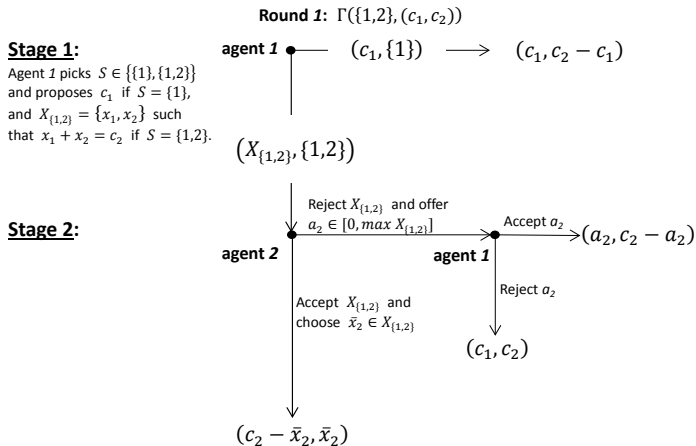 Round 1: Γ({1,2}, (c₁, c₂))
Stage 1:
agent 1
(c₁, {1})
(c₁, c₂ − c₁)
Agent 1 picks S ∈ {{1}, {1,2}}
and proposes c₁ if S = {1},
and X_{1,2} = {x₁, x₂} such
that x₁ + x₂ = c₂ if S = {1,2}.
(X_{1,2}, {1,2})
Stage 2:
Reject X_{1,2} and offer
a₂ ∈ [0, max X_{1,2}]
Accept a₂
(a₂, c₂ − a₂)
agent 2
agent 1
Reject a₂
Accept X_{1,2} and
choose x̄₂ ∈ X_{1,2}
(c₁, c₂)
(c₂ − x̄₂, x̄₂)